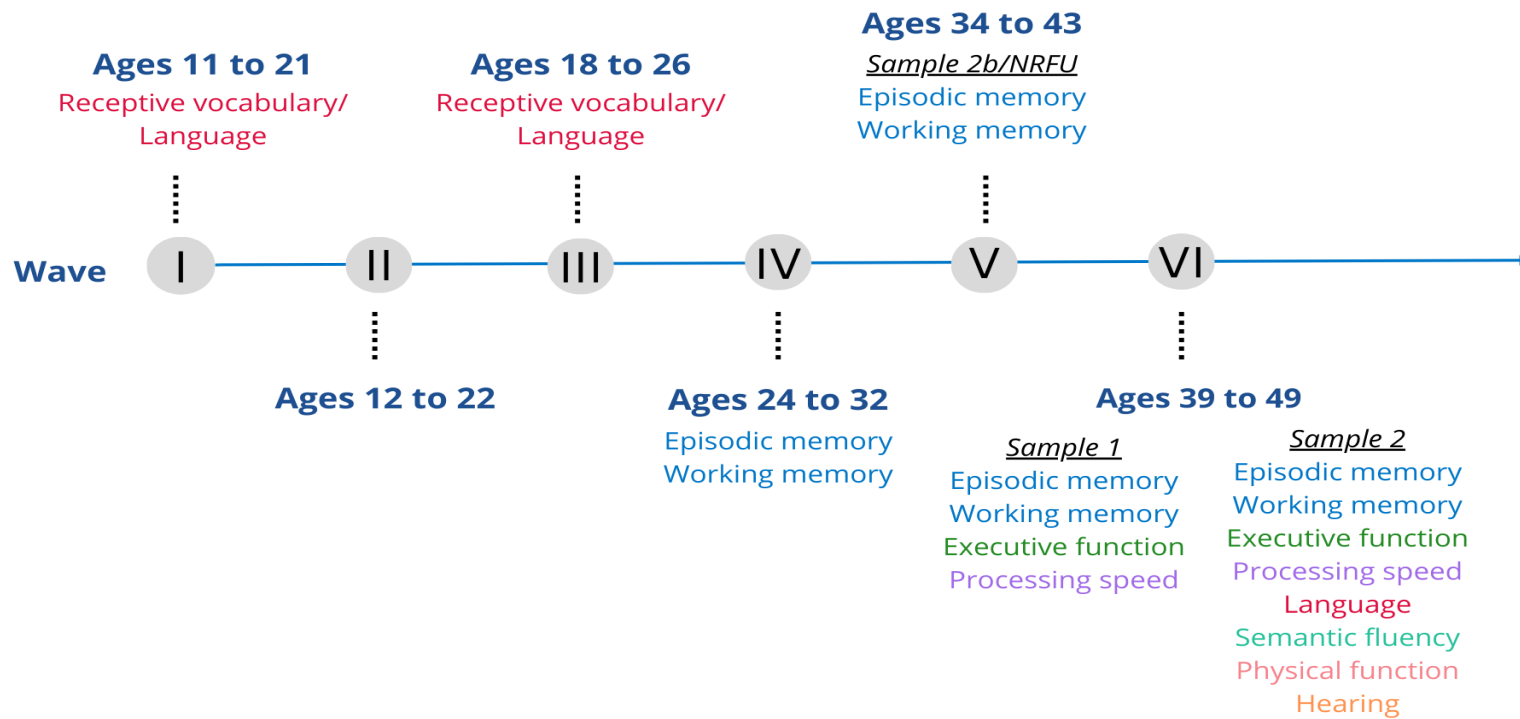 Ages 11 to 21
Receptive vocabulary/
Language
Ages 18 to 26
Receptive vocabulary/
Language
Ages 34 to 43
Sample 2b/NRFU
Episodic memory
Working memory
Wave
I
II
III
IV
V
VI
Ages 12 to 22
Ages 24 to 32
Episodic memory
Working memory
Ages 39 to 49
Sample 1
Episodic memory
Working memory
Executive function
Processing speed
Sample 2
Episodic memory
Working memory
Executive function
Processing speed
Language
Semantic fluency
Physical function
Hearing